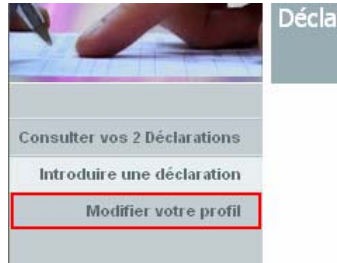 Décla
Consulter vos 2 Déclarations
Introduire une déclaration
Modifier votre profil